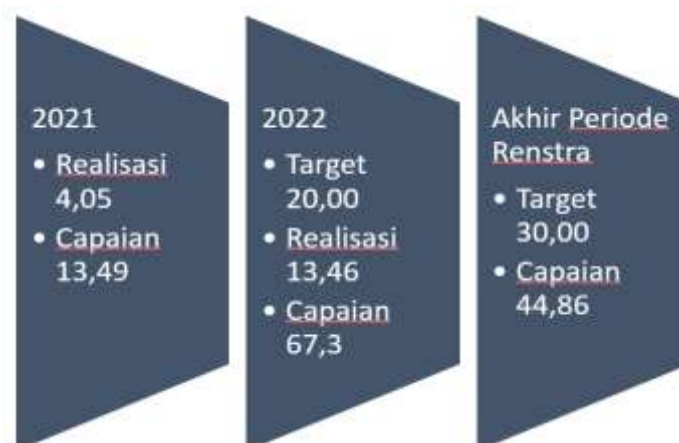 2021
• Realisasi
4,05
• Capaian
13,49
2022
• Target
20,00
• Realisasi
13,46
• Capaian
67,3
Akhir Periode
Renstra
• Target
30,00
• Capaian
44,86